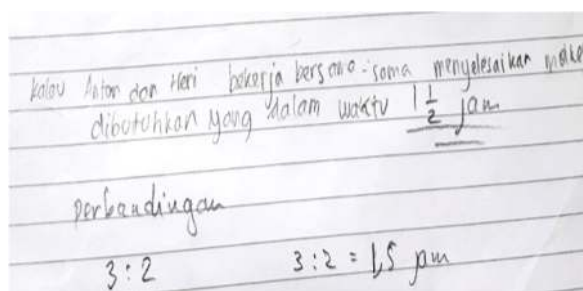 kalau Anton dan Heri bekerja bersama-sama menyelesaikan make
dibutuhkan yang dalam waktu 1 1/2 jam
perbandingan
3:2 3:2 = 1,5 jam